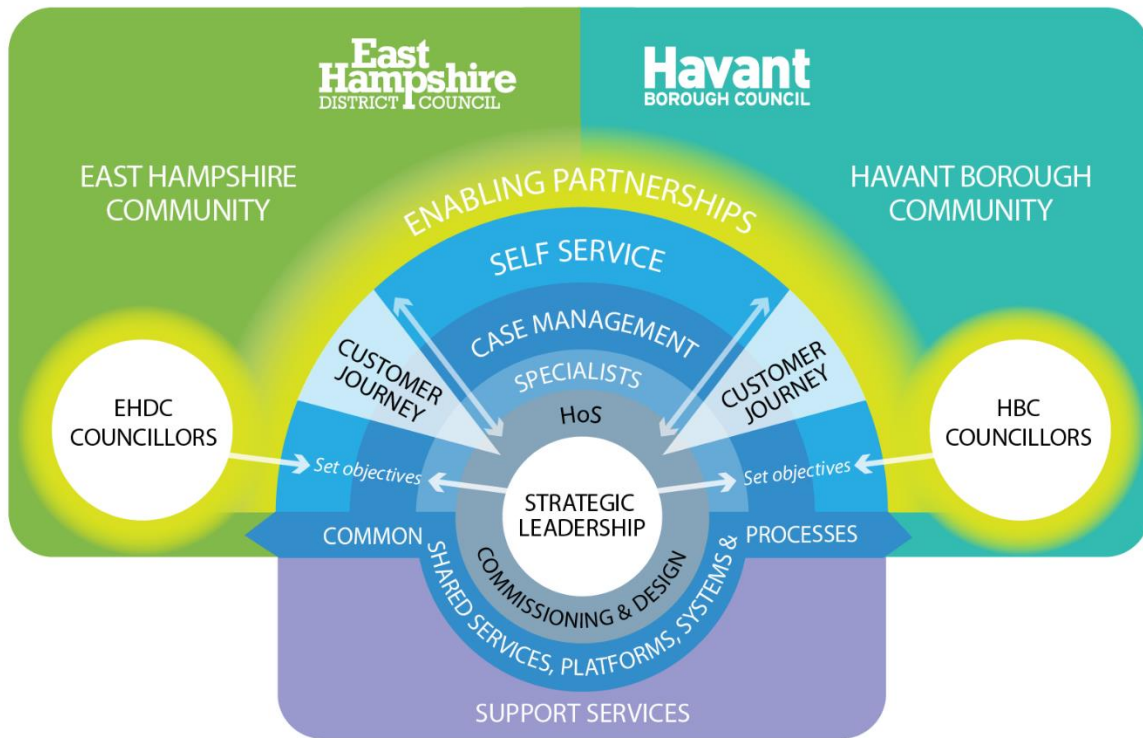 East
Hampshire
DISTRICT COUNCIL
Havant
BOROUGH COUNCIL
EAST HAMPSHIRE
COMMUNITY
HAVANT BOROUGH
COMMUNITY
ENABLING PARTNERSHIPS
SELF SERVICE
CASE MANAGEMENT
SPECIALISTS
HoS
CUSTOMER
JOURNEY
CUSTOMER
JOURNEY
EHDC
COUNCILLORS
HBC
COUNCILLORS
Set objectives
Set objectives
STRATEGIC
LEADERSHIP
COMMISSIONING & DESIGN
COMMON
SHARED SERVICES, PLATFORMS, SYSTEMS &
PROCESSES
SUPPORT SERVICES